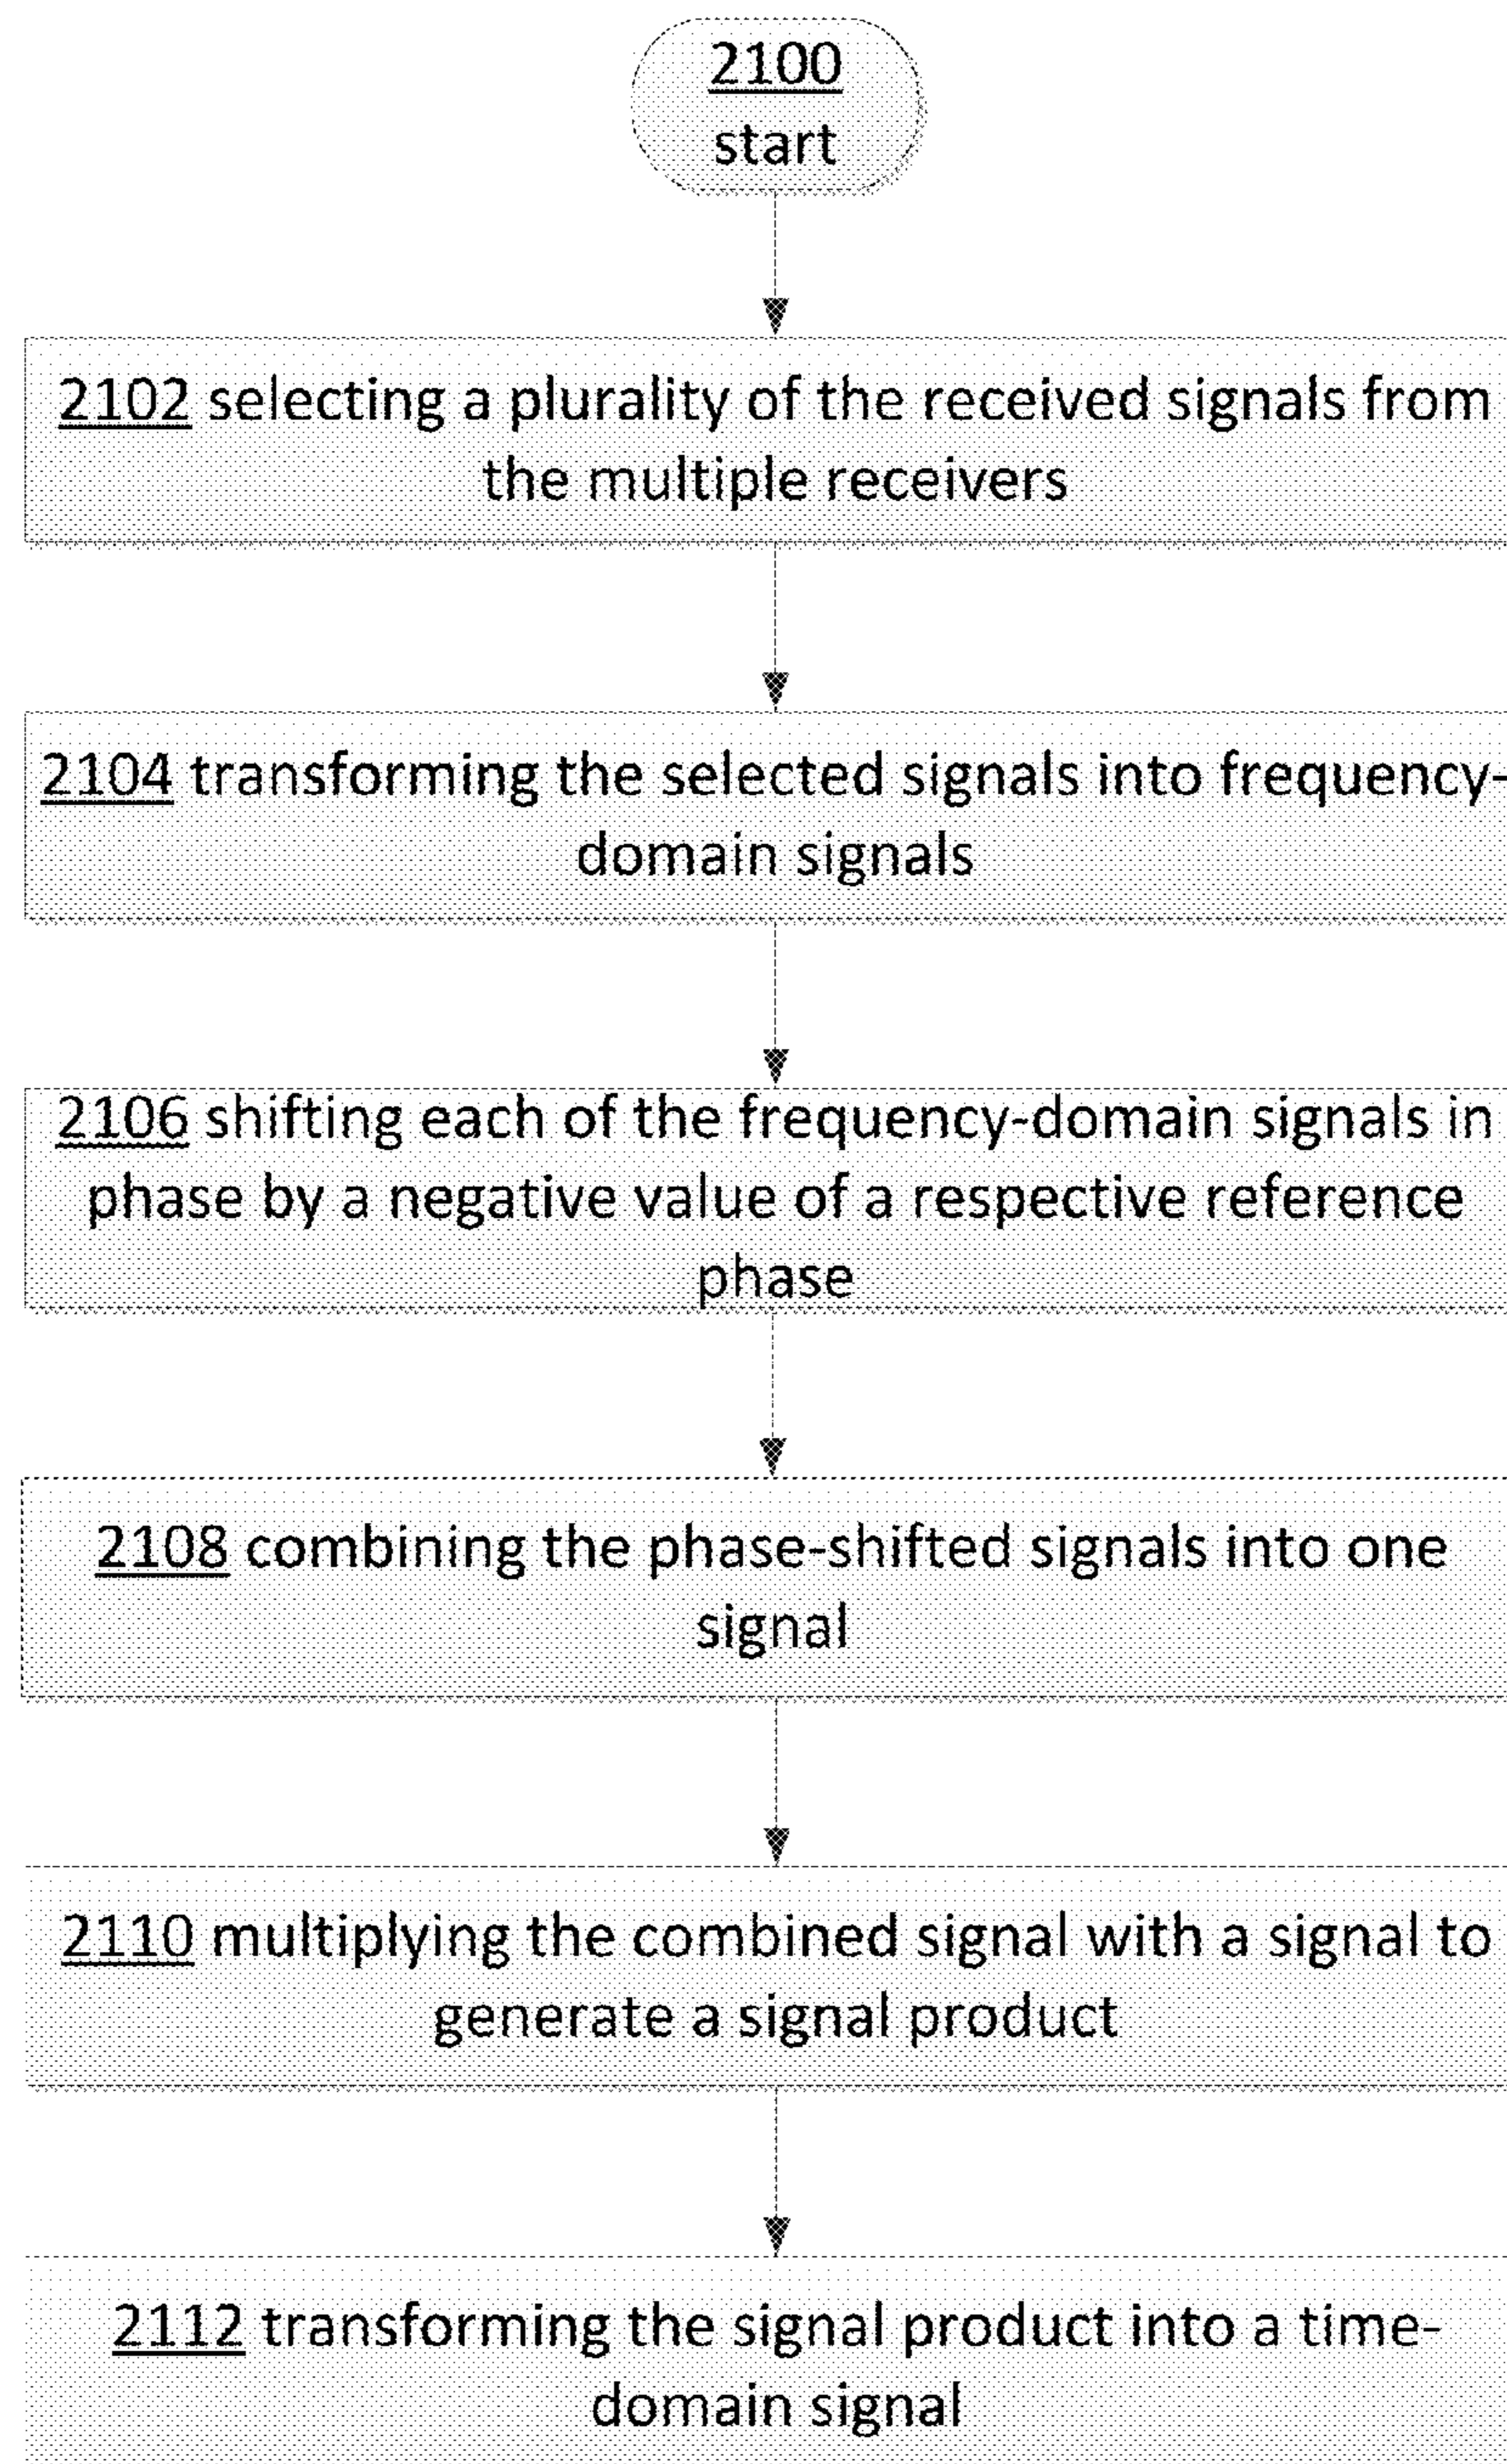 2100
start
2102 selecting a plurality of the received signals from
the multiple receivers
2104 transforming the selected signals into frequency-
domain signals
2106 shifting each of the frequency-domain signals in
phase by a negative value of a respective reference
phase
2108 combining the phase-shifted signals into one
signal
2110 multiplying the combined signal with a signal to
generate a signal product
2112 transforming the signal product into a time-
domain signal